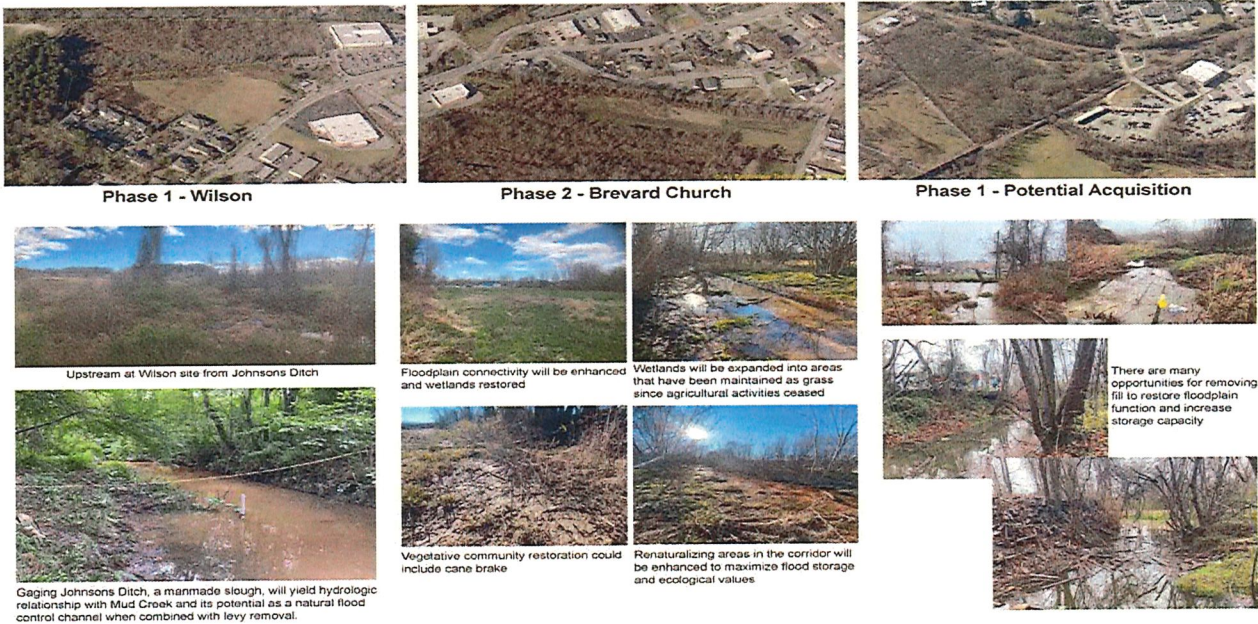 Phase 1 - Wilson
Phase 2 - Brevard Church
Phase 1 - Potential Acquisition
Upstream at Wilson site from Johnsons Ditch
Gaging Johnsons Ditch, a manmade slough, will yield hydrologic
relationship with Mud Creek and its potential as a natural flood
control channel when combined with levy removal.
Floodplain connectivity will be enhanced
and wetlands restored
Wetlands will be expanded into areas
that have been maintained as grass
since agricultural activities ceased
Vegetative community restoration could
include cane brake
Renaturalizing areas in the corridor will
be enhanced to maximize flood storage
and ecological values
There are many
opportunities for removing
fill to restore floodplain
function and increase
storage capacity